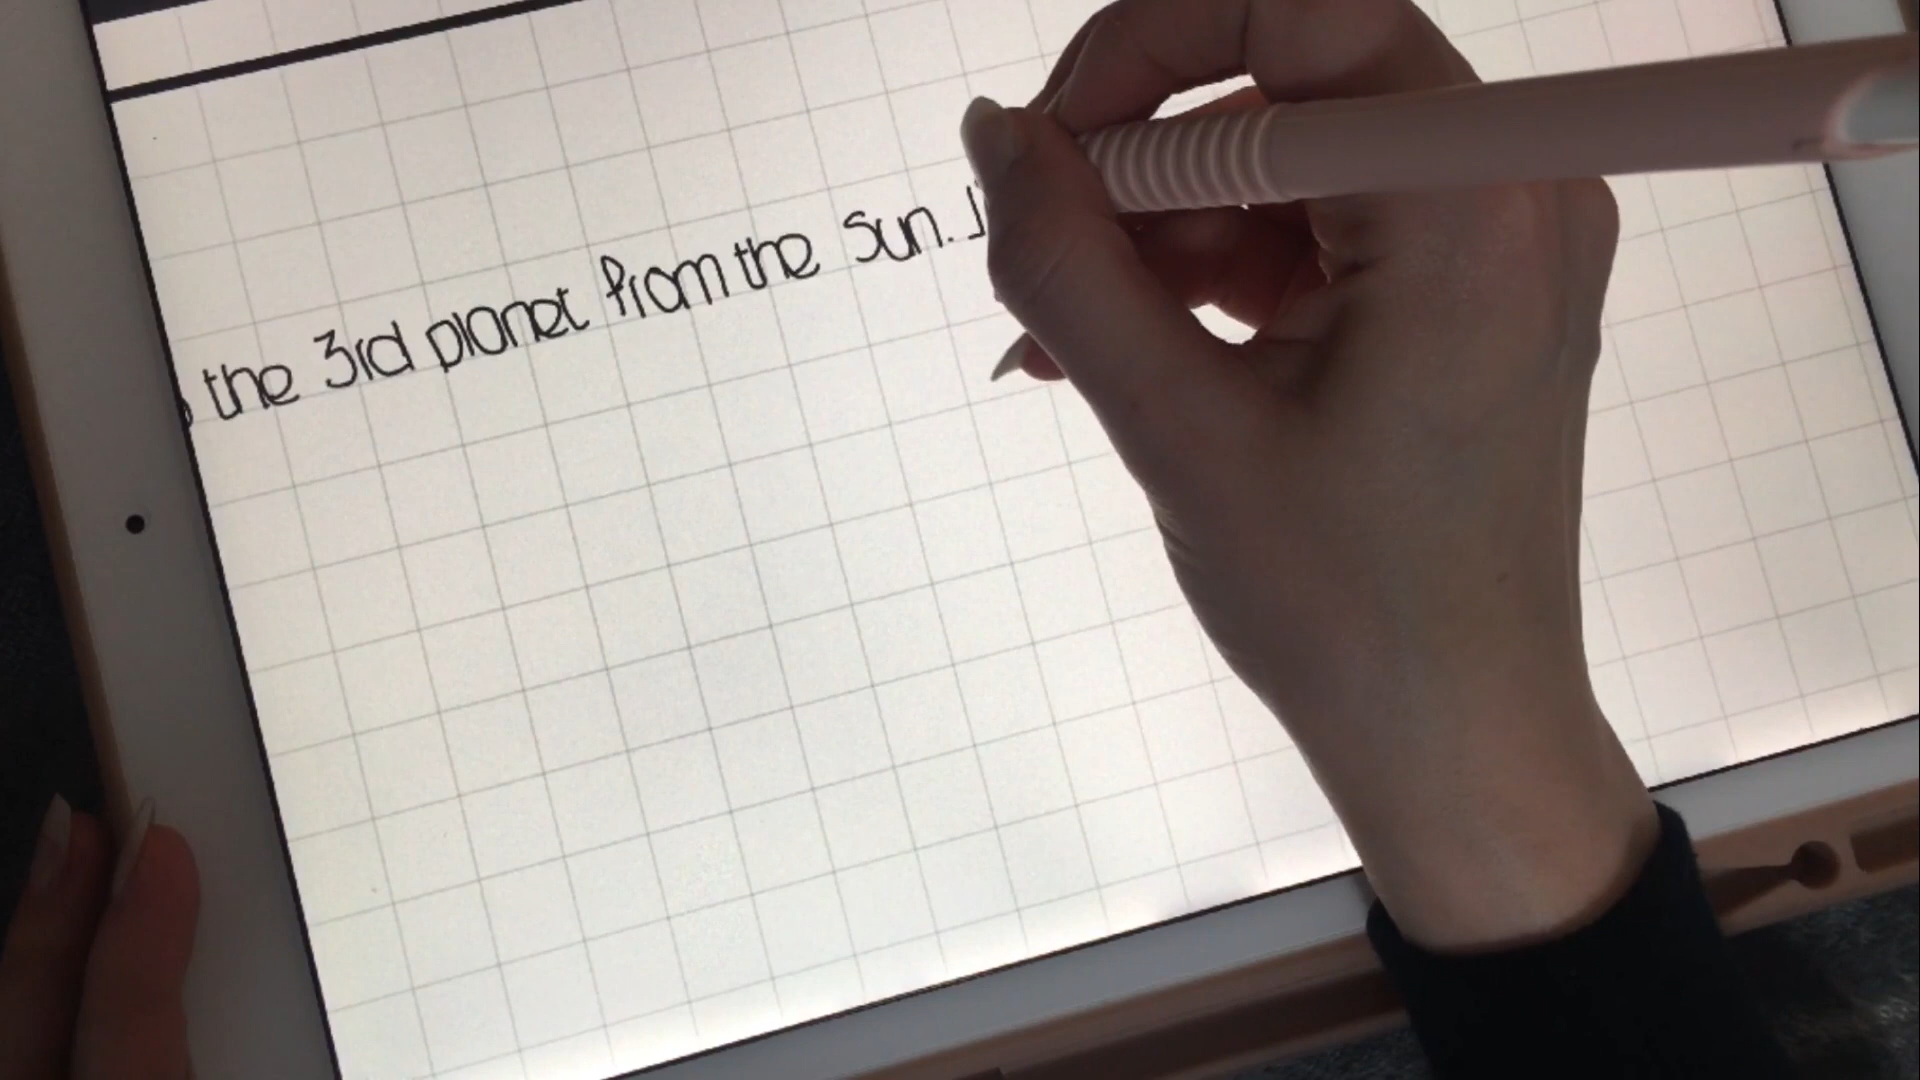 the 3rd planet from the Sun.